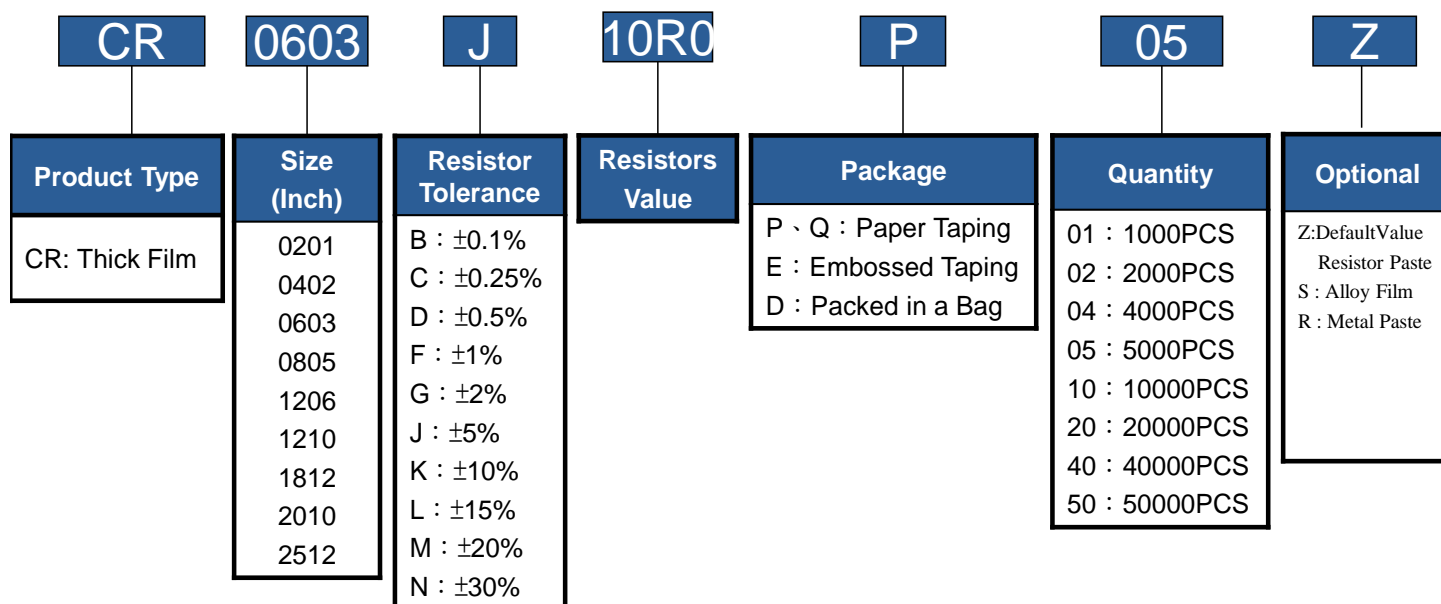 CR 0603 J 10R0 P 05 Z
Product Type
CR: Thick Film
Size
(Inch)
0201
0402
0603
0805
1206
1210
1812
2010
2512
Resistor
Tolerance
B：±0.1%
C：±0.25%
D：±0.5%
F：±1%
G：±2%
J：±5%
K：±10%
L：±15%
M：±20%
N：±30%
Resistors
Value
Package
P、Q：Paper Taping
E：Embossed Taping
D：Packed in a Bag
Quantity
01：1000PCS
02：2000PCS
04：4000PCS
05：5000PCS
10：10000PCS
20：20000PCS
40：40000PCS
50：50000PCS
Optional
Z:DefaultValue
Resistor Paste
S : Alloy Film
R : Metal Paste